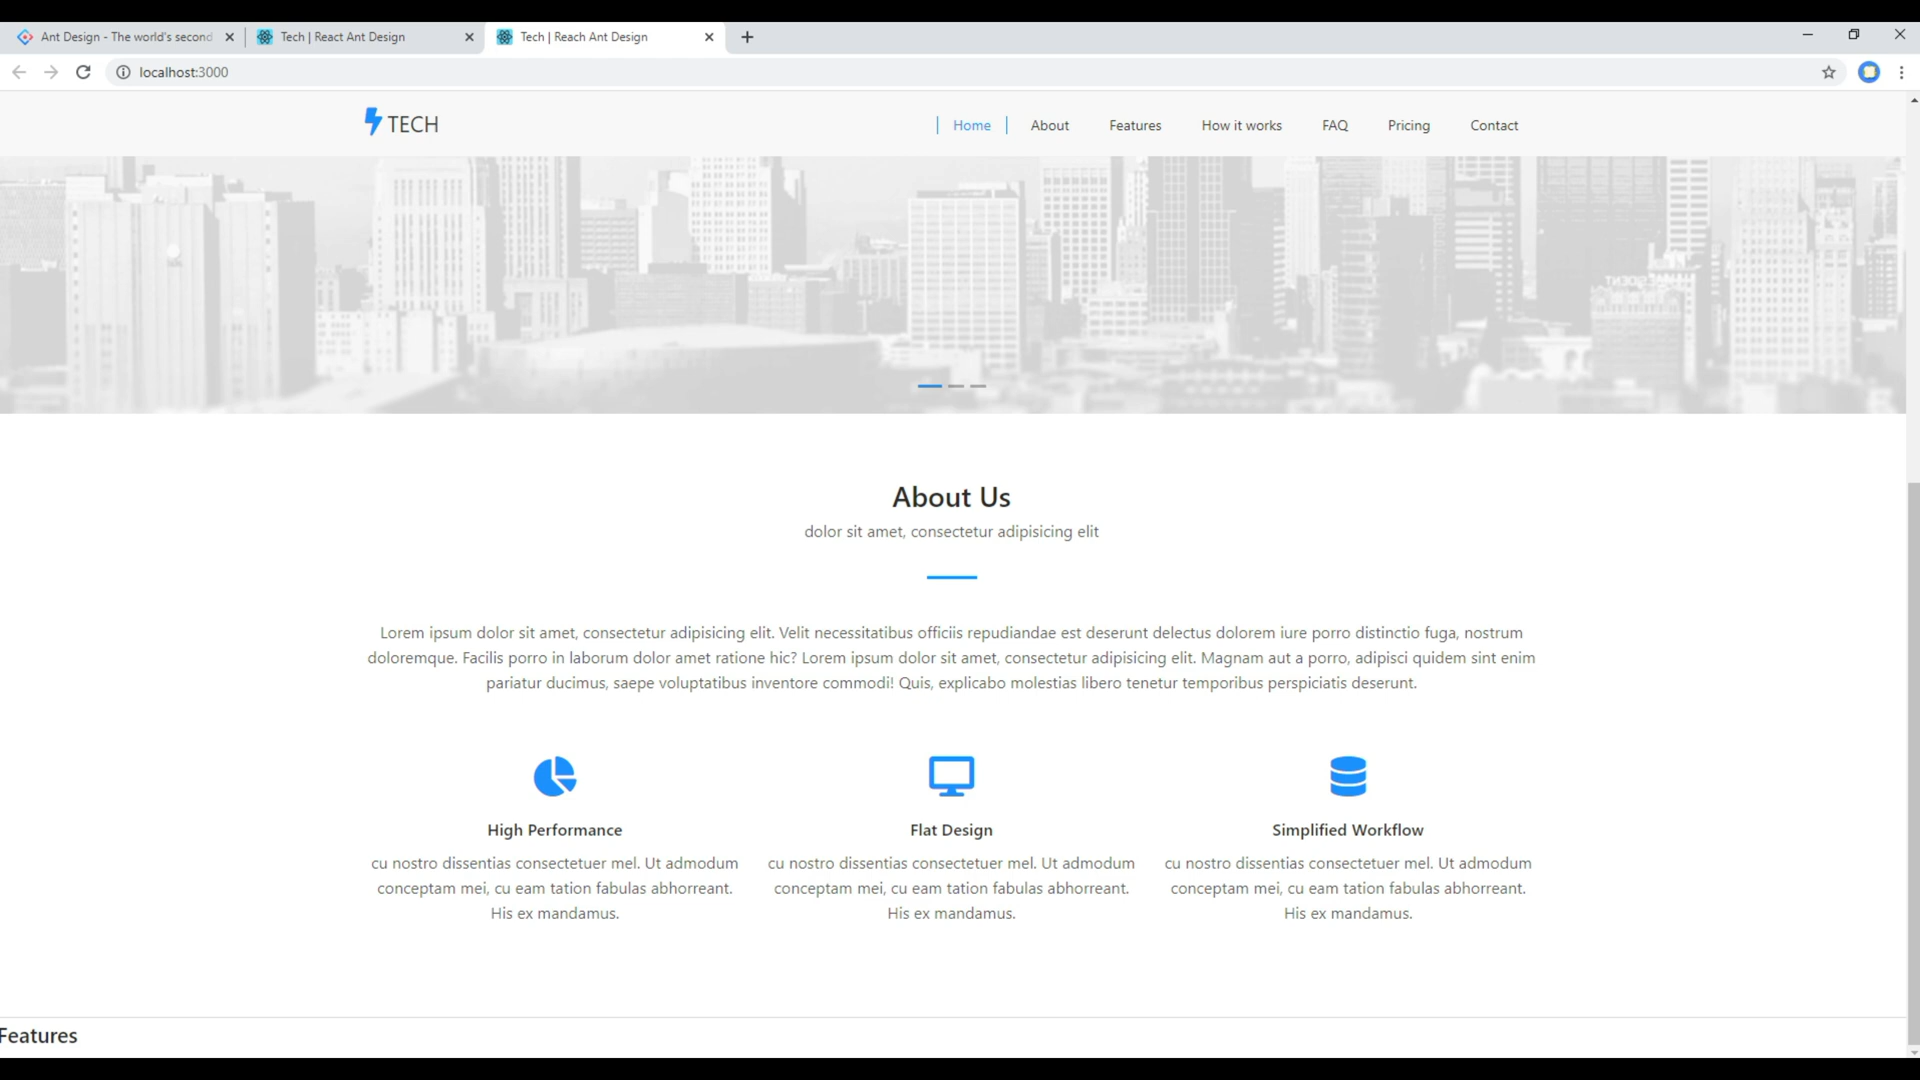 Ant Design - The world's second
Tech | React Ant Design
Tech | Reach Ant Design
localhost:3000
TECH
Home
About
Features
How it works
FAQ
Pricing
Contact
About Us
dolor sit amet, consectetur adipisicing elit
Lorem ipsum dolor sit amet, consectetur adipisicing elit. Velit necessitatibus officiis repudiandae est deserunt delectus dolorem iure porro distinctio fuga, nostrum
doloremque. Facilis porro in laborum dolor amet ratione hic? Lorem ipsum dolor sit amet, consectetur adipisicing elit. Magnam aut a porro, adipisci quidem sint enim
pariatur ducimus, saepe voluptatibus inventore commodi! Quis, explicabo molestias libero tenetur temporibus perspiciatis deserunt.
High Performance
cu nostro dissentias consectetuer mel. Ut admodum
conceptam mei, cu eam tation fabulas abhorreant.
His ex mandamus.
Flat Design
cu nostro dissentias consectetuer mel. Ut admodum
conceptam mei, cu eam tation fabulas abhorreant.
His ex mandamus.
Simplified Workflow
cu nostro dissentias consectetuer mel. Ut admodum
conceptam mei, cu eam tation fabulas abhorreant.
His ex mandamus.
Features